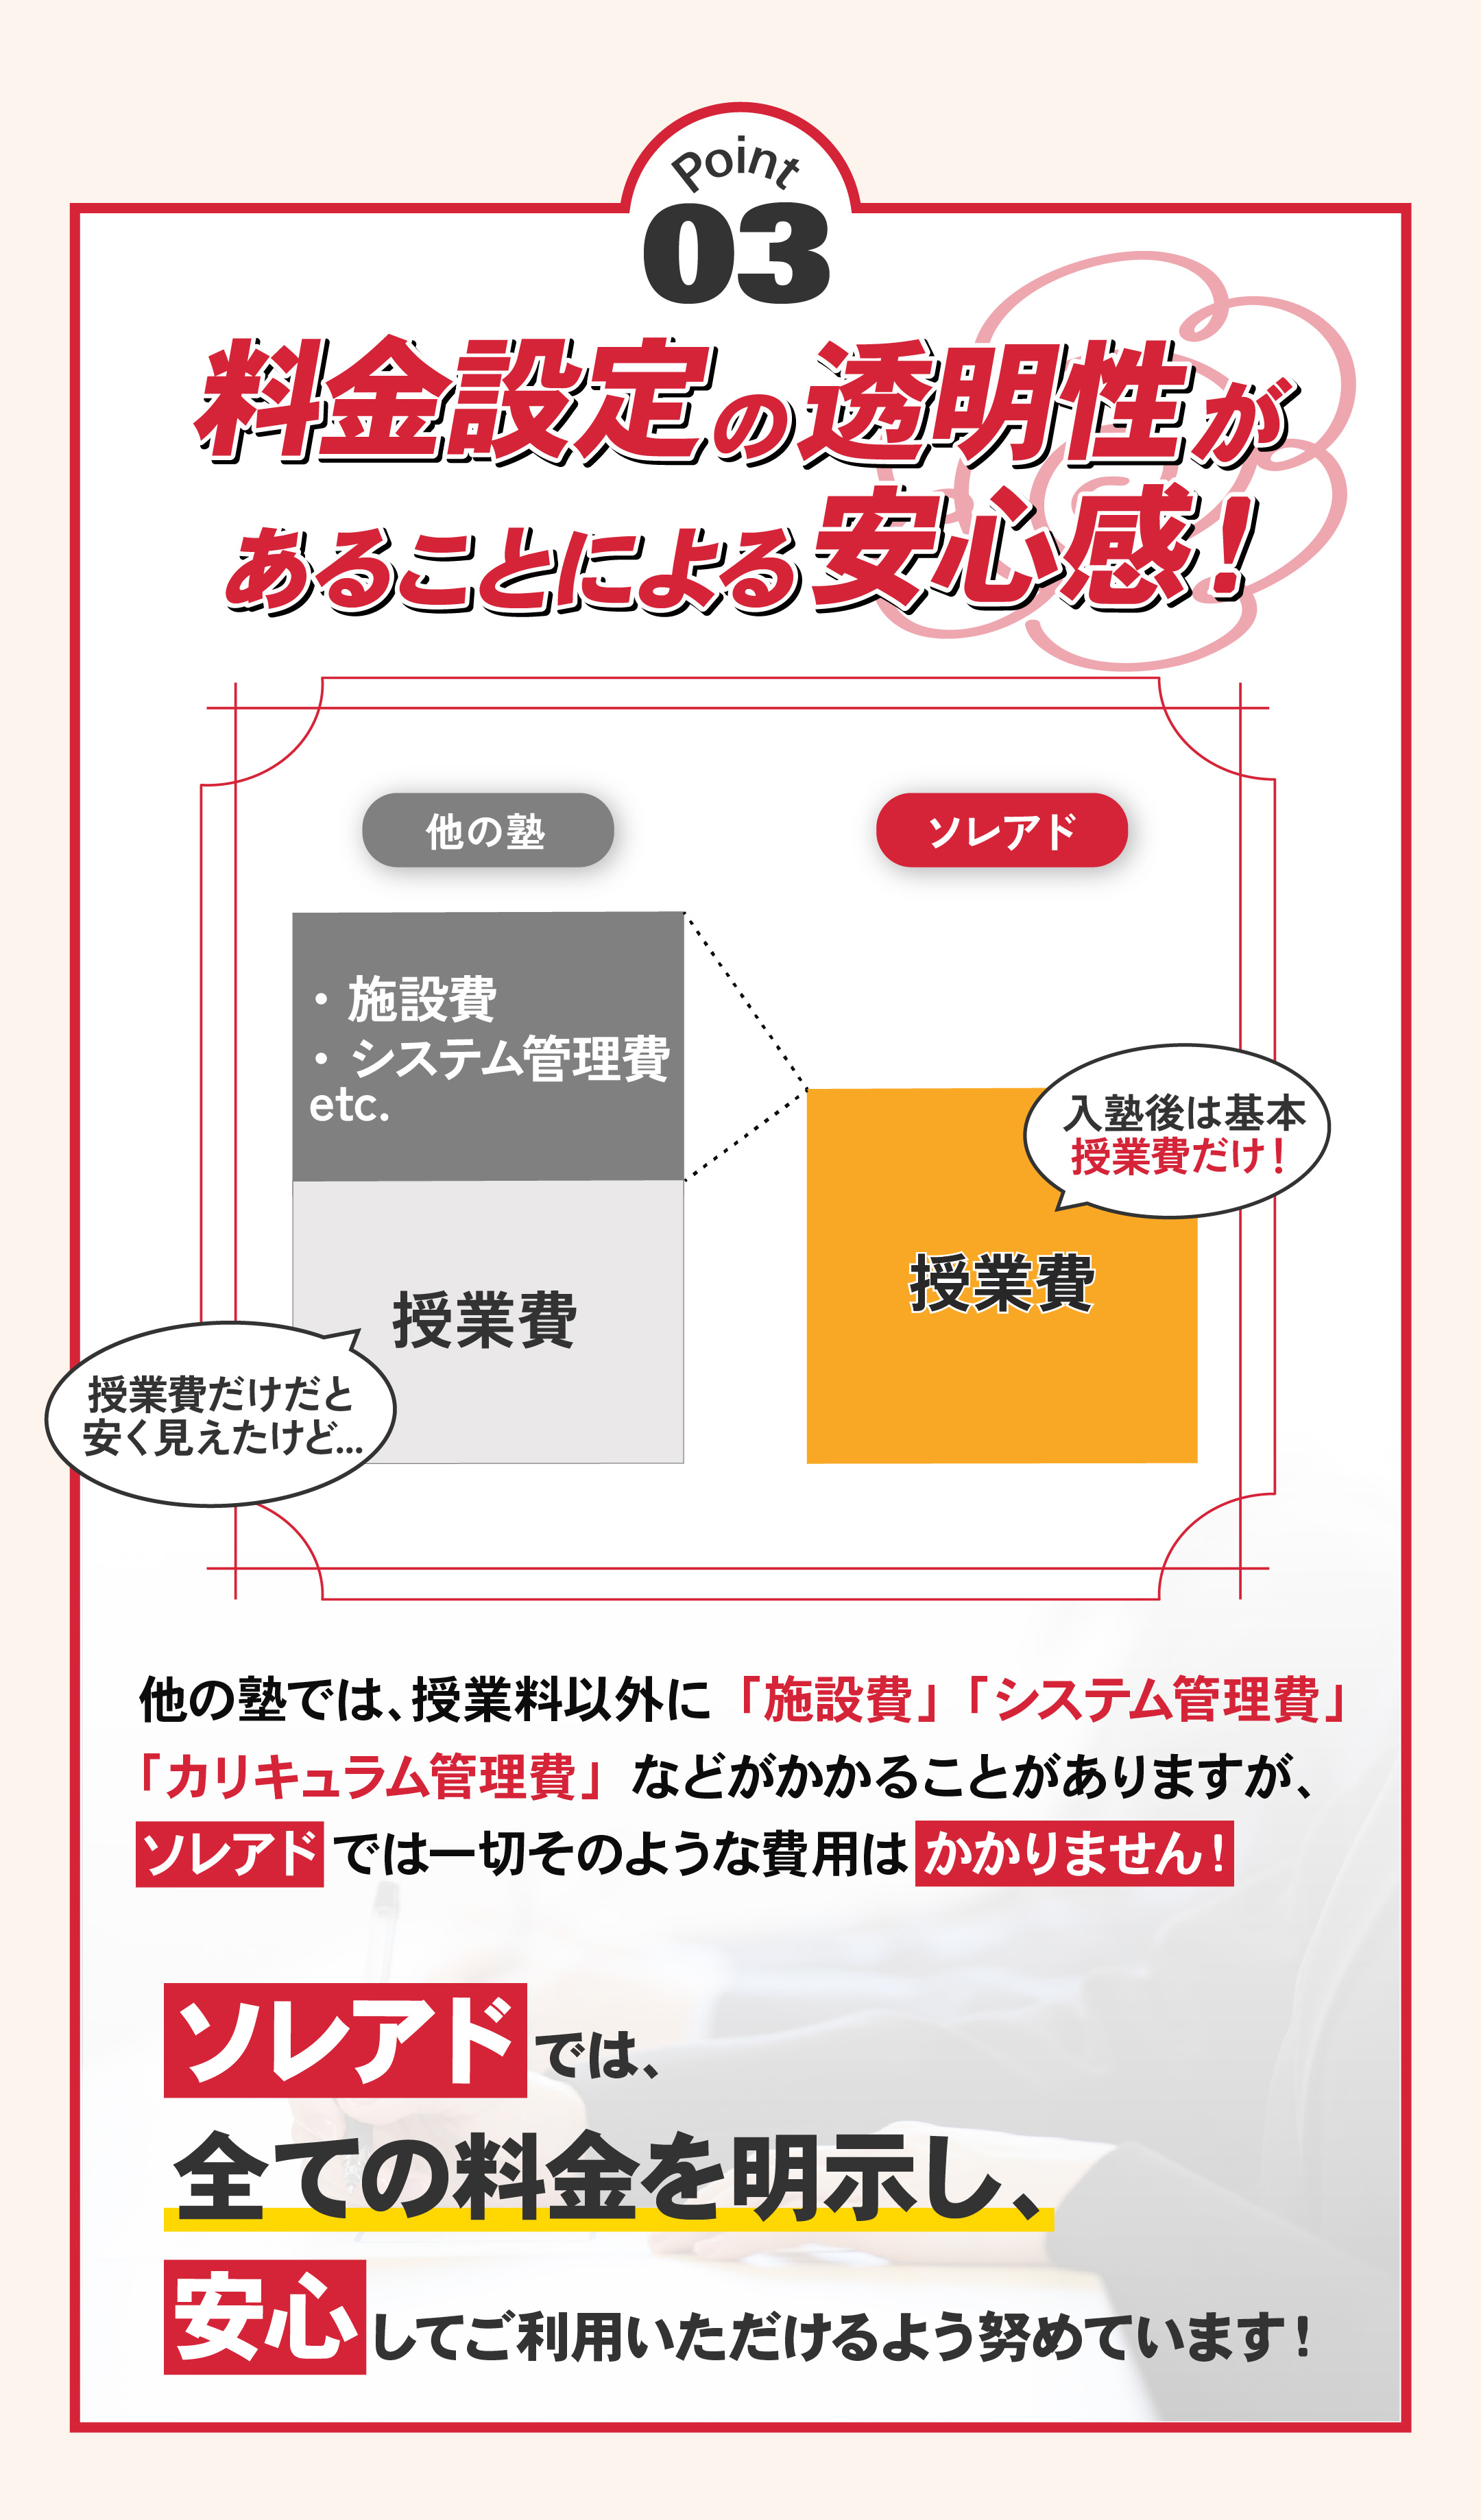 Point
03
料金設定の透明性が
あることによる安心感！
他の塾
ソレアド
・施設費
・システム管理費
etc.
入塾後は基本
授業費だけ！
授業費
授業費
授業費だけだと
安く見えたけど...
他の塾では、授業料以外に「施設費」「システム管理費」
「カリキュラム管理費」などがかかることがありますが、
ソレアドでは一切そのような費用はかかりません！
ソレアドでは、
全ての料金を明示し、
安心してご利用いただけるよう努めています！